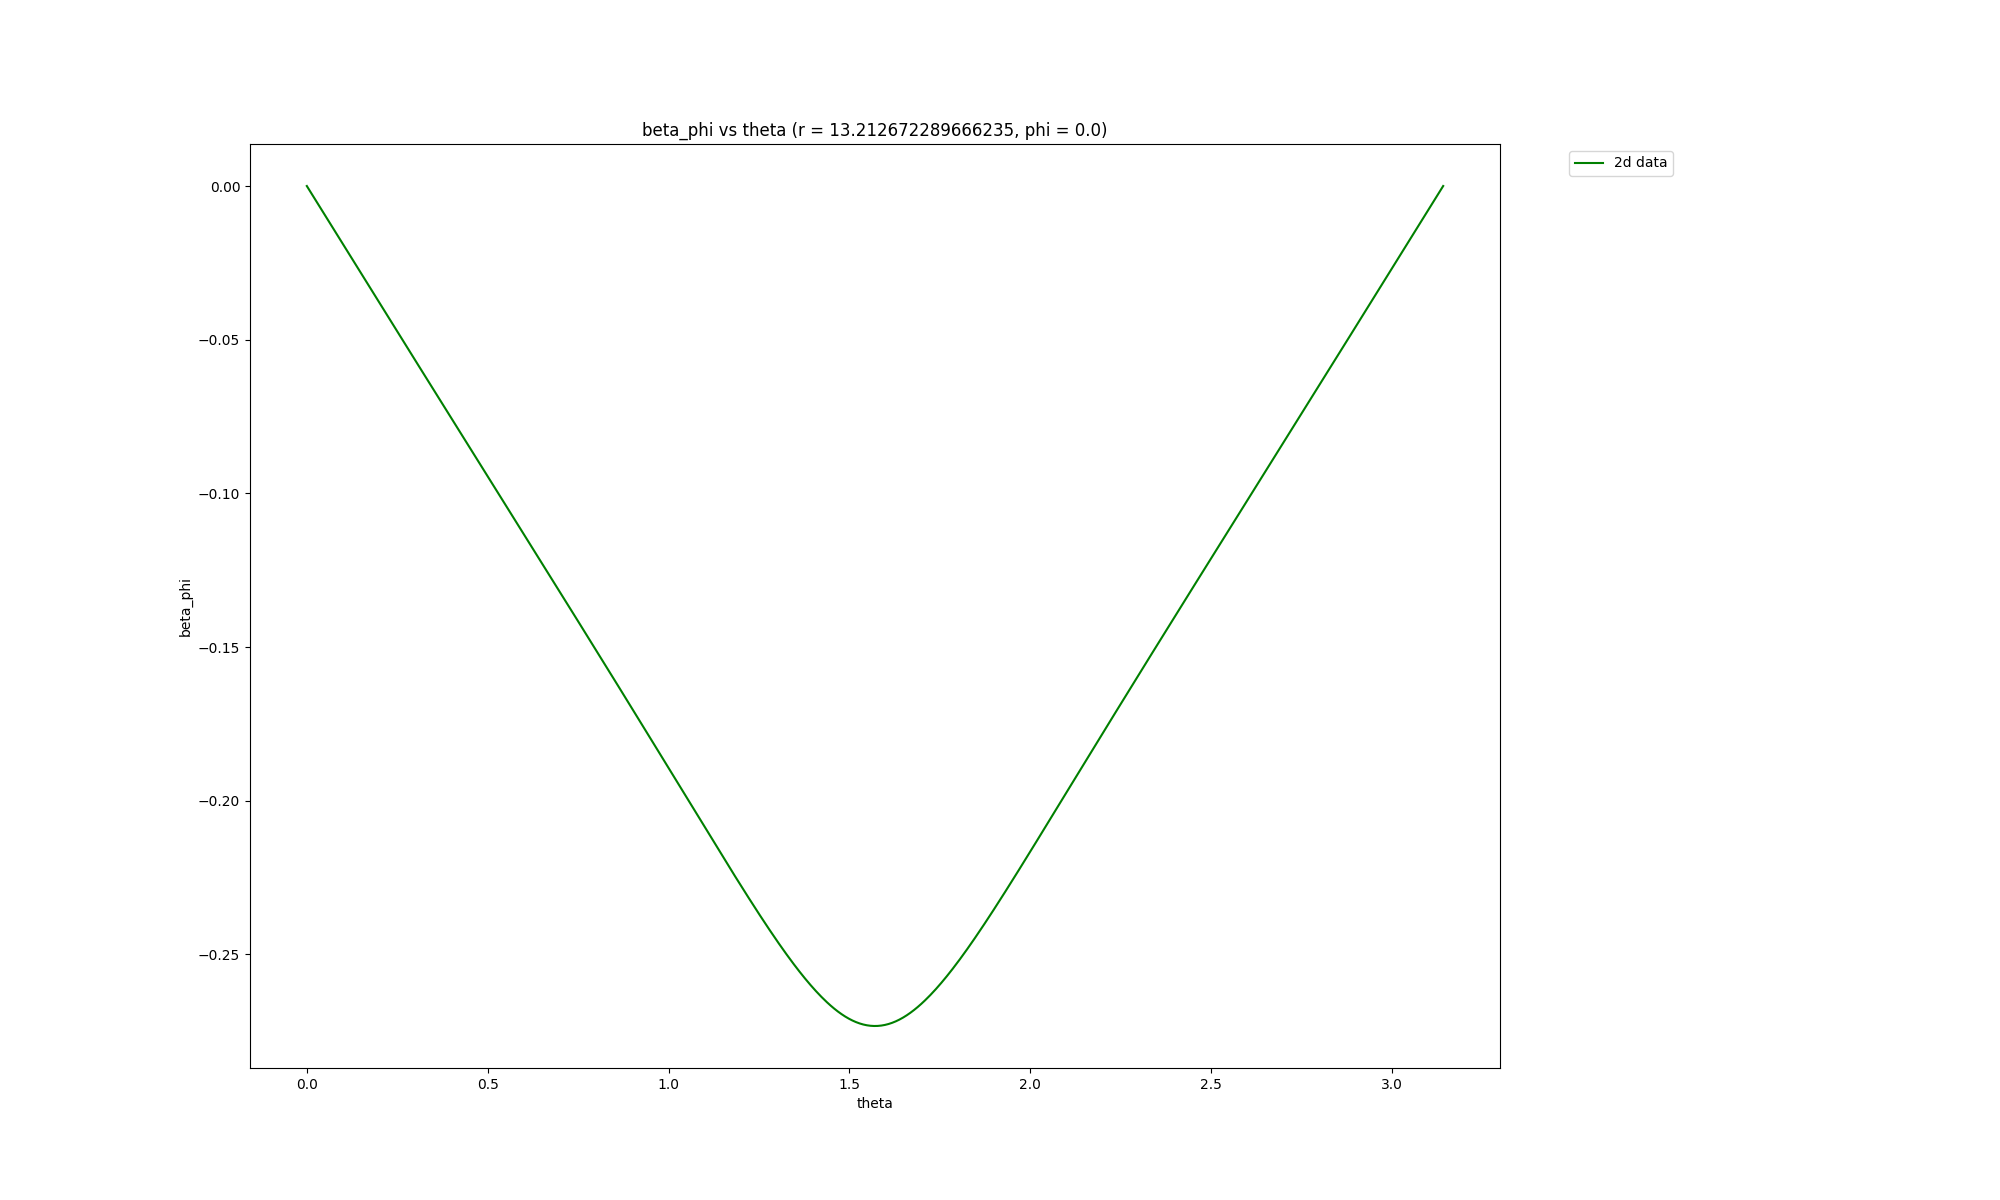 beta_phi vs theta (r = 13.212672289666235, phi = 0.0)
2d data
0.00
−0.05
−0.10
−0.15
−0.20
−0.25
beta_phi
0.0 0.5 1.0 1.5 2.0 2.5 3.0
theta